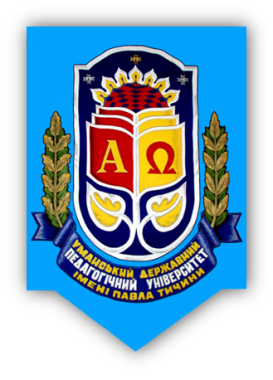 Α Ω
УМАНСЬКИЙ ДЕРЖАВНИЙ
ПЕДАГОГІЧНИЙ УНІВЕРСИТЕТ
ІМЕНІ ПАВЛА ТИЧИНИ